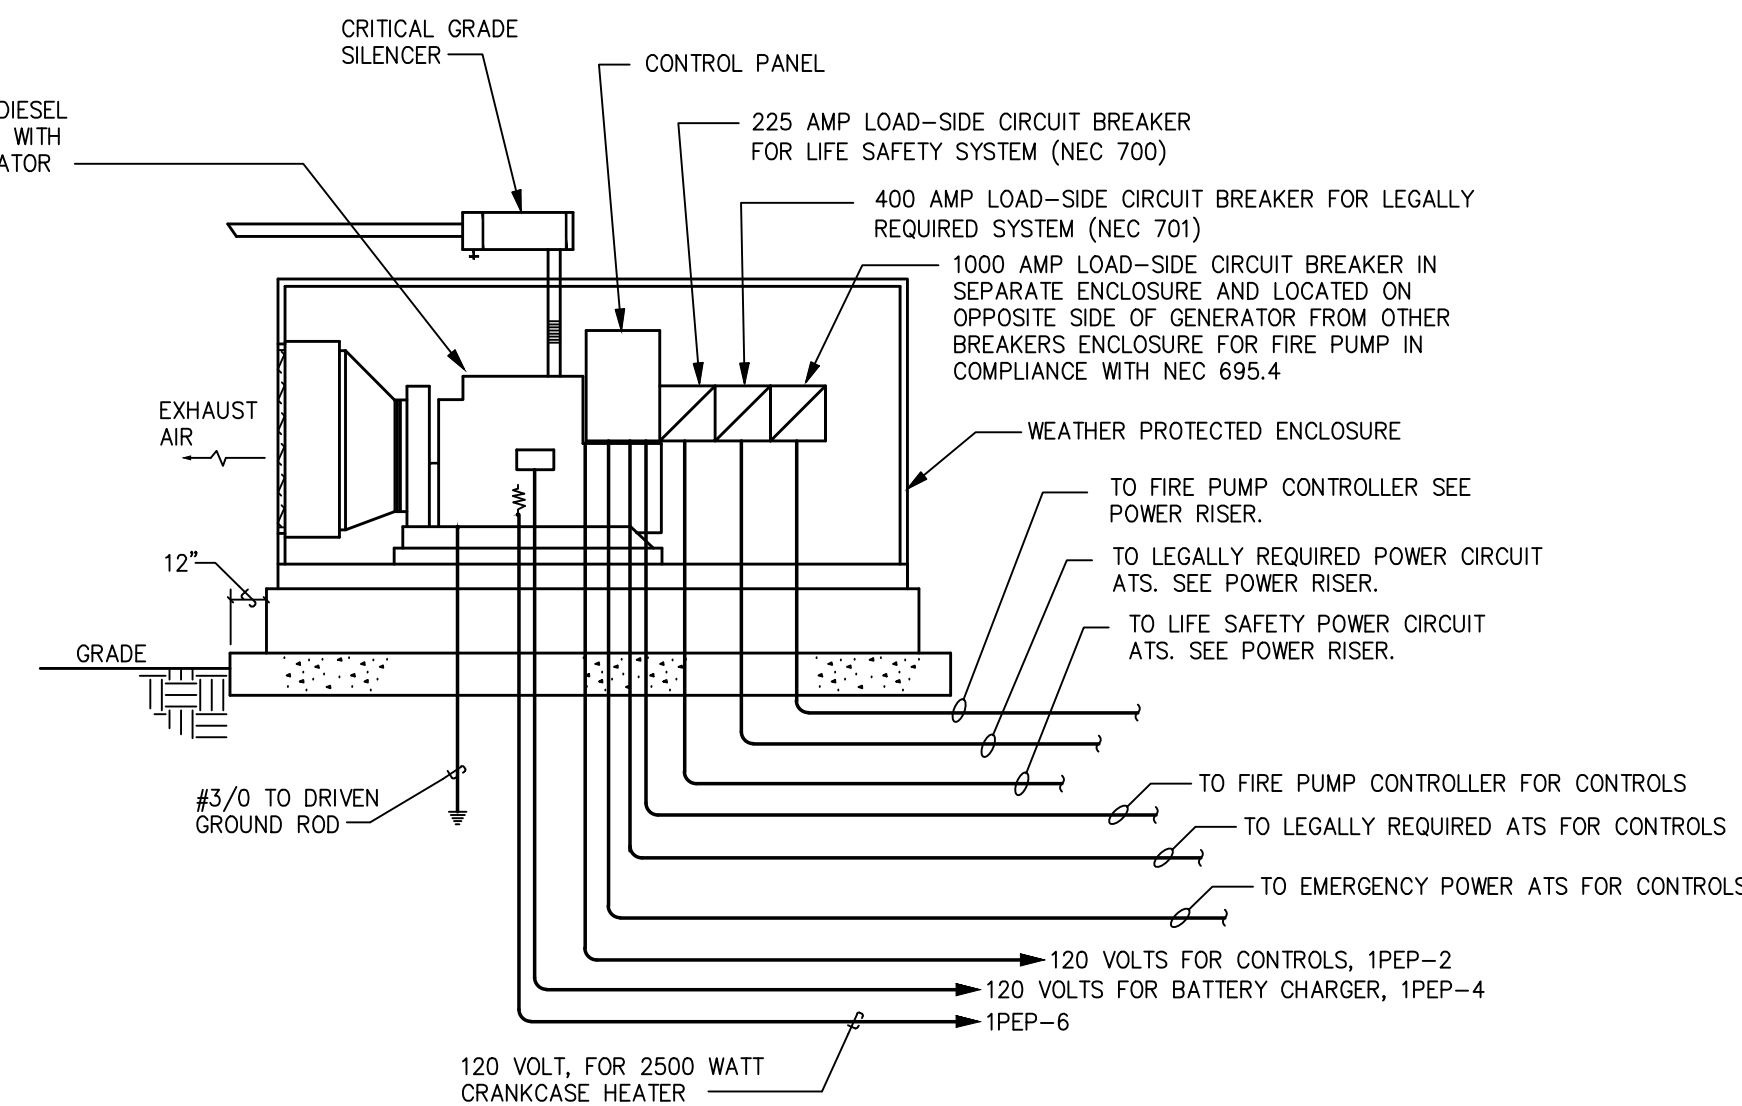 CRITICAL GRADE
SILENCER
CONTROL PANEL
DIESEL
WITH
225 AMP LOAD-SIDE CIRCUIT BREAKER
FOR LIFE SAFETY SYSTEM (NEC 700)
400 AMP LOAD-SIDE CIRCUIT BREAKER FOR LEGALLY
REQUIRED SYSTEM (NEC 701)
1000 AMP LOAD-SIDE CIRCUIT BREAKER IN
SEPARATE ENCLOSURE AND LOCATED ON
OPPOSITE SIDE OF GENERATOR FROM OTHER
BREAKERS ENCLOSURE FOR FIRE PUMP IN
COMPLIANCE WITH NEC 695.4
EXHAUST
AIR
WEATHER PROTECTED ENCLOSURE
TO FIRE PUMP CONTROLLER SEE
POWER RISER.
12"
TO LEGALLY REQUIRED POWER CIRCUIT
ATS. SEE POWER RISER.
TO LIFE SAFETY POWER CIRCUIT
ATS. SEE POWER RISER.
GRADE
#3/0 TO DRIVEN
GROUND ROD
TO FIRE PUMP CONTROLLER FOR CONTROLS
TO LEGALLY REQUIRED ATS FOR CONTROLS
TO EMERGENCY POWER ATS FOR CONTROLS
120 VOLTS FOR CONTROLS, 1PEP-2
120 VOLTS FOR BATTERY CHARGER, 1PEP-4
1PEP-6
120 VOLT, FOR 2500 WATT
CRANKCASE HEATER